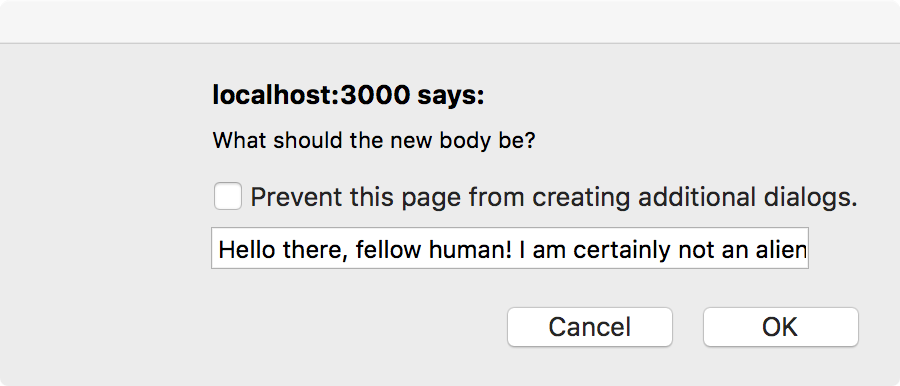 localhost:3000 says:
What should the new body be?
Prevent this page from creating additional dialogs.
Hello there, fellow human! I am certainly not an alien
Cancel
OK